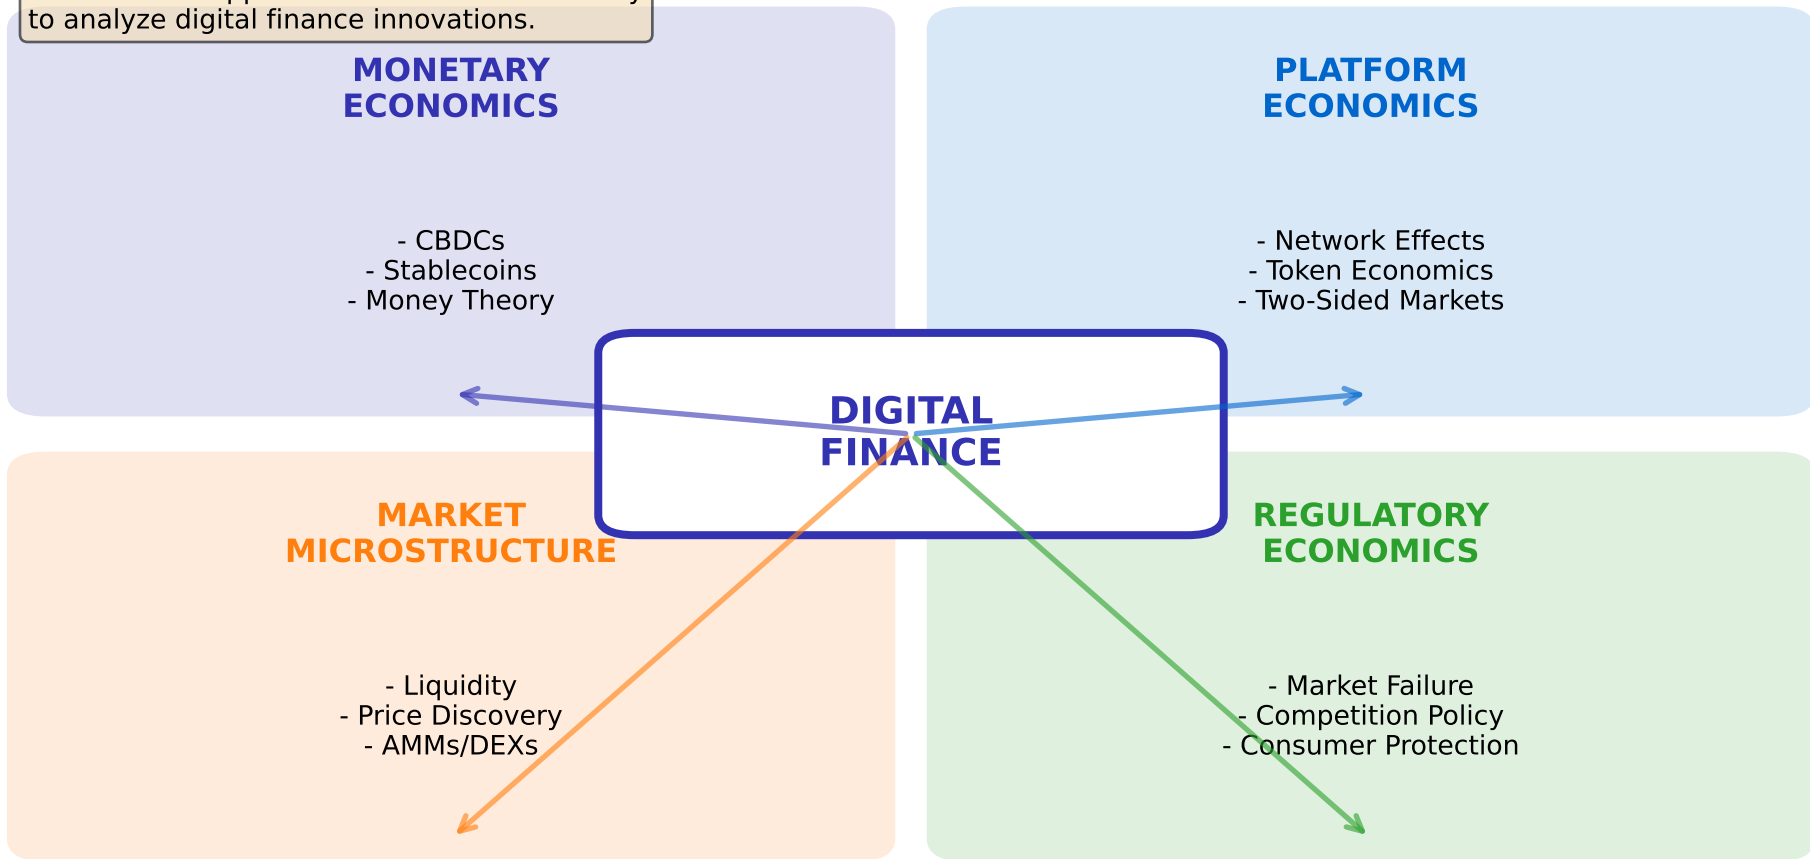 to analyze digital finance innovations.
MONETARY
ECONOMICS
- CBDCs
- Stablecoins
- Money Theory
PLATFORM
ECONOMICS
- Network Effects
- Token Economics
- Two-Sided Markets
DIGITAL
FINANCE
MARKET
MICROSTRUCTURE
- Liquidity
- Price Discovery
- AMMs/DEXs
REGULATORY
ECONOMICS
- Market Failure
- Competition Policy
- Consumer Protection